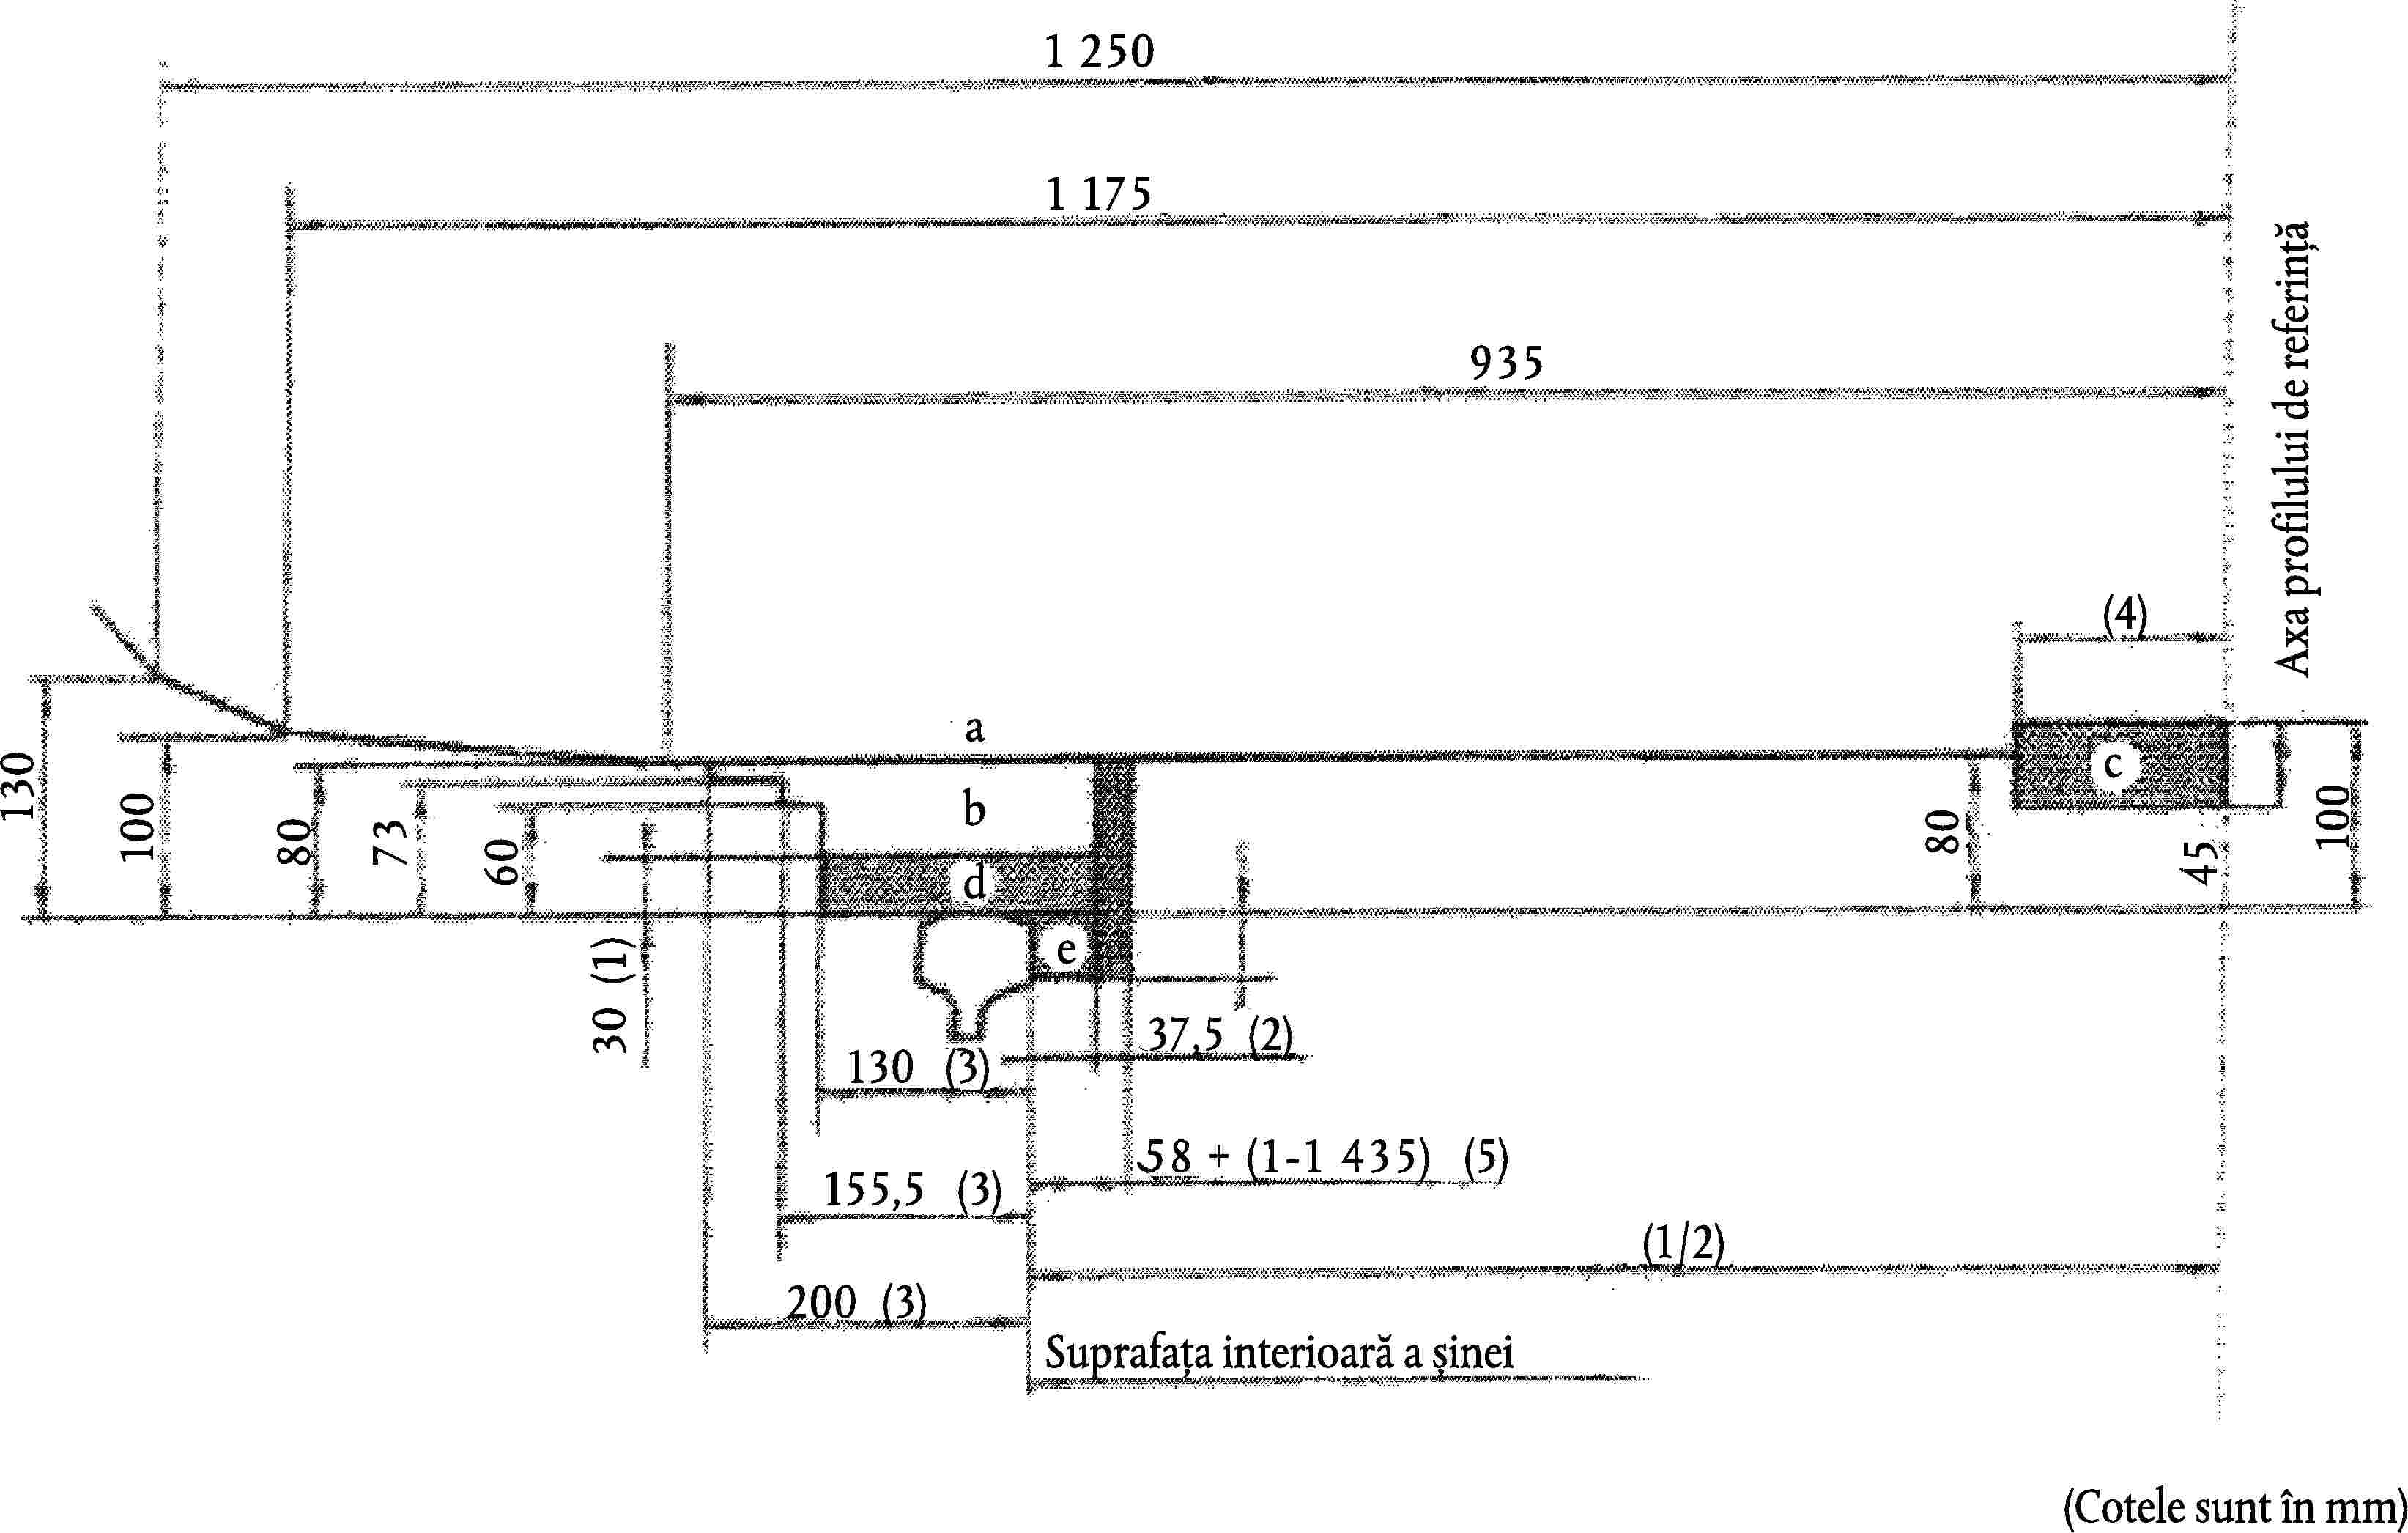 1 250
1 175
935
Axa profilului de referință
(4)
a
c
b
d
e
130
100
80
73
60
30 (1)
80
45
100
37,5 (2)
130 (3)
58 + (1-1 435) (5)
155,5 (3)
(1/2)
200 (3)
Suprafața interioară a șinei
(Cotele sunt în mm)